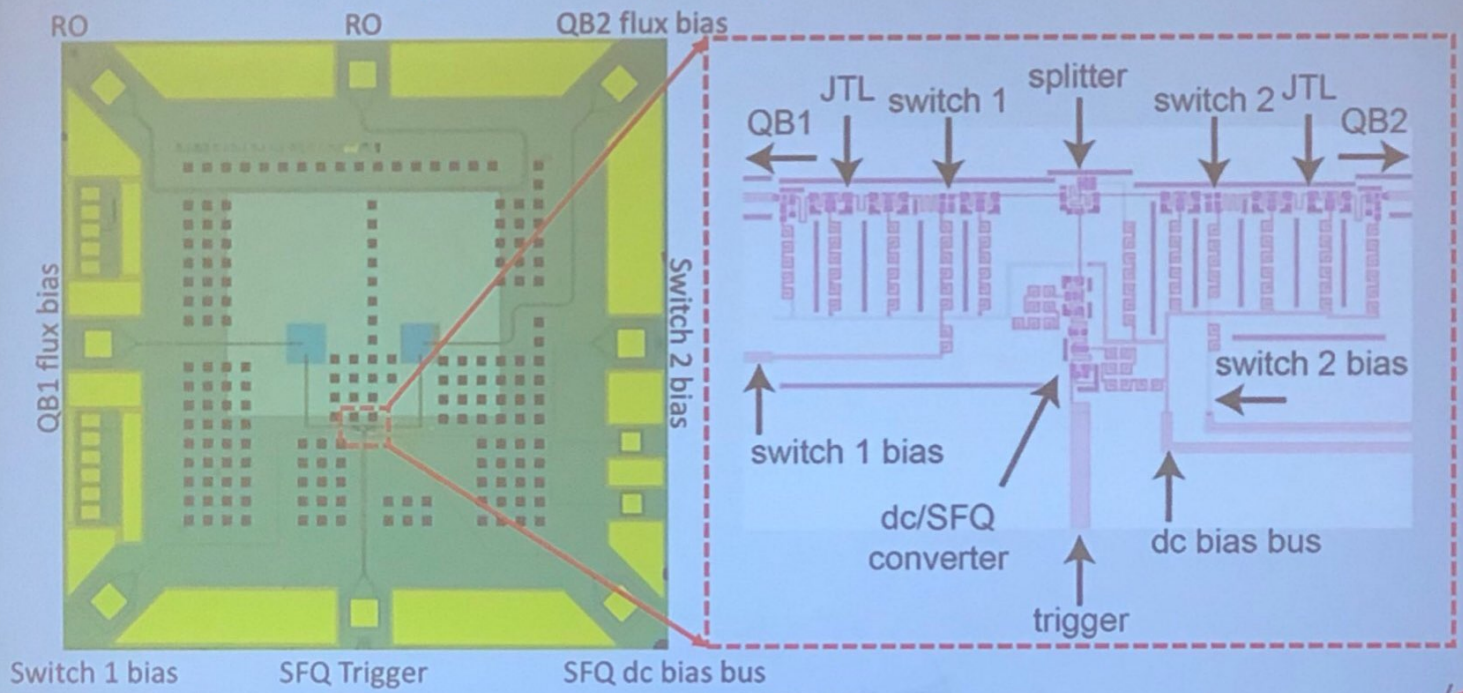 RO
RO
QB2 flux bias
QB1 flux bias
Switch 2 bias
Switch 1 bias
SFQ Trigger
SFQ dc bias bus
QB1
JTL
switch 1
splitter
switch 2
JTL
QB2
switch 1 bias
switch 2 bias
dc/SFQ
converter
dc bias bus
trigger